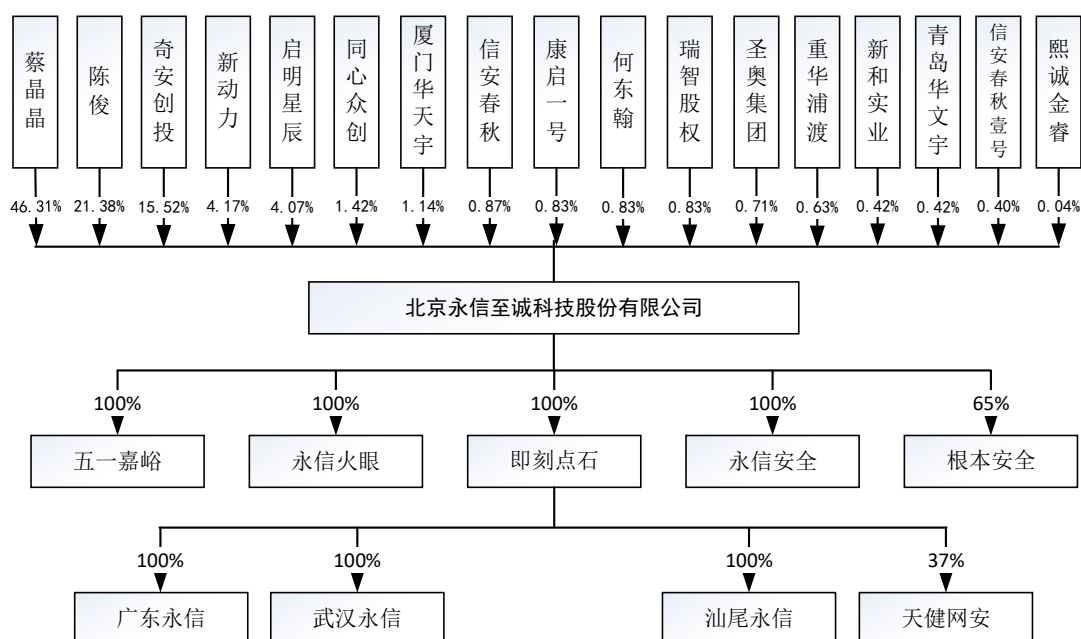 蔡晶晶
陈俊
奇安创投
新动力
启明星辰
同心众创
厦门华天宇
信安春秋
康启一号
何东翰
瑞智股权
圣奥集团
重华浦渡
新和实业
青岛华文宇
信安春秋壹号
熙诚金睿
46.31% 21.38% 15.52% 4.17% 4.07% 1.42% 1.14% 0.87% 0.83% 0.83% 0.83% 0.71% 0.63% 0.42% 0.42% 0.40% 0.04%
北京永信至诚科技股份有限公司
100% 100% 100% 100% 65%
五一嘉峪 永信火眼 即刻点石 永信安全 根本安全
100% 100% 100% 37%
广东永信 武汉永信 汕尾永信 天健网安